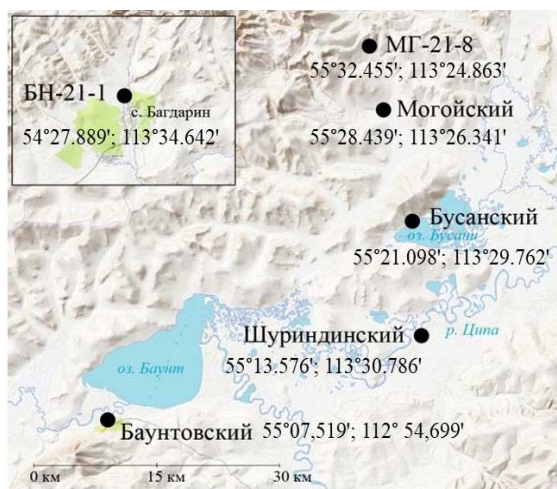 МГ-21-8
55°32.455'; 113°24.863'
БН-21-1
с. Багдарин
54°27.889'; 113°34.642'
Могойский
55°28.439'; 113°26.341'
Бусанский
оз. Бусани
55°21.098'; 113°29.762'
Шуриндинский
р. Ципа
55°13.576'; 113°30.786'
оз. Баунт
Баунтовский 55°07,519'; 112° 54,699'
0 км 15 км 30 км